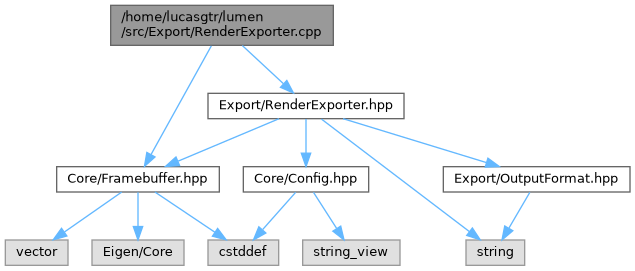 /home/lucasgtr/lumen
/src/Export/RenderExporter.cpp
Export/RenderExporter.hpp
Core/Framebuffer.hpp
Core/Config.hpp
Export/OutputFormat.hpp
vector
Eigen/Core
cstddef
string_view
string